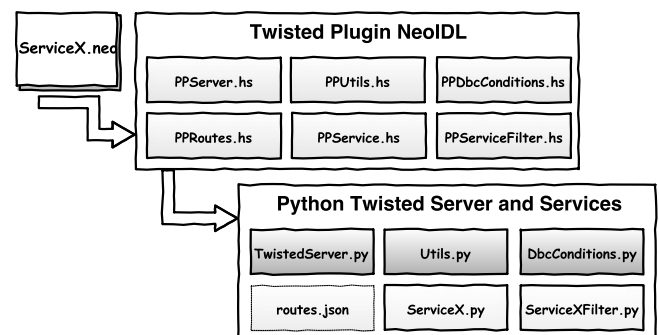 ServiceX.neo
Twisted Plugin NeoIDL
PPServer.hs PPUtils.hs PPDbcConditions.hs
PPRoutes.hs PPService.hs PPServiceFilter.hs
Python Twisted Server and Services
TwistedServer.py Utils.py DbcConditions.py
routes.json ServiceX.py ServiceXFilter.py